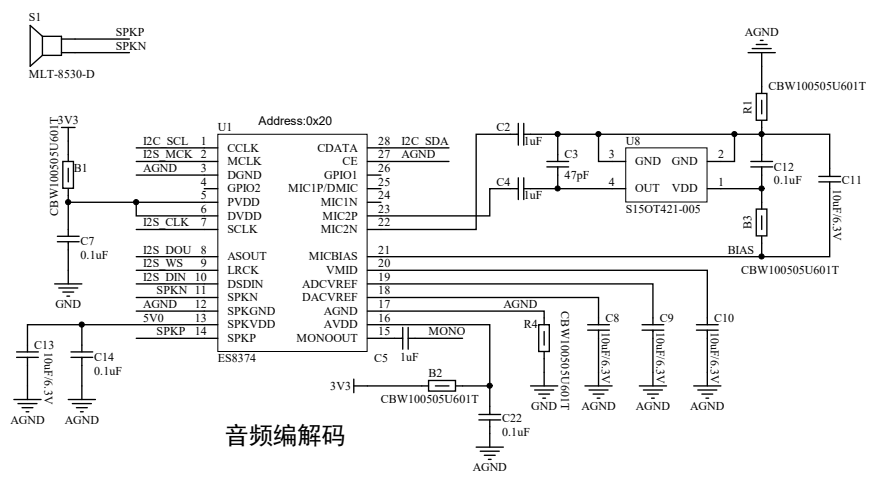 S1
SPKP
SPKN
MLT-8530-D
AGND
CBW100505U601T
R1
CBW100505U601T
3V3
B1
U1
Address:0x20
I2C_SCL 1 CCLK CDATA 28 I2C_SDA
I2S_MCK 2 MCLK CE 27 AGND
AGND 3 DGND GPIO1 26
4 GPIO2 MIC1P/DMIC 25
5 PVDD MIC1N 24
6 DVDD MIC2P 23
I2S_CLK 7 SCLK MIC2N 22
I2S_DOU 8 ASOUT MICBIAS 21 BIAS
I2S_WS 9 LRCK VMID 20
I2S_DIN 10 DSDIN ADCVREF 19
SPKN 11 SPKN DACVREF 18
AGND 12 SPKGND AGND 17 AGND
5V0 13 SPKVDD AVDD 16
SPKP 14 SPKP MONOOUT 15 MONO
ES8374
C2
1uF
C3
47pF
C4
1uF
U8
3 GND GND 2
4 OUT VDD 1
S15OT421-005
C12
0.1uF
C11
10uF/6.3V
B3
CBW100505U601T
C7
0.1uF
GND
C13
10uF/6.3V
AGND
C14
0.1uF
AGND
C5
1uF
3V3
B2
CBW100505U601T
C22
0.1uF
AGND
R4
CBW100505U601T
GND
C8
10uF/6.3V
AGND
C9
10uF/6.3V
AGND
C10
10uF/6.3V
AGND
音频编解码